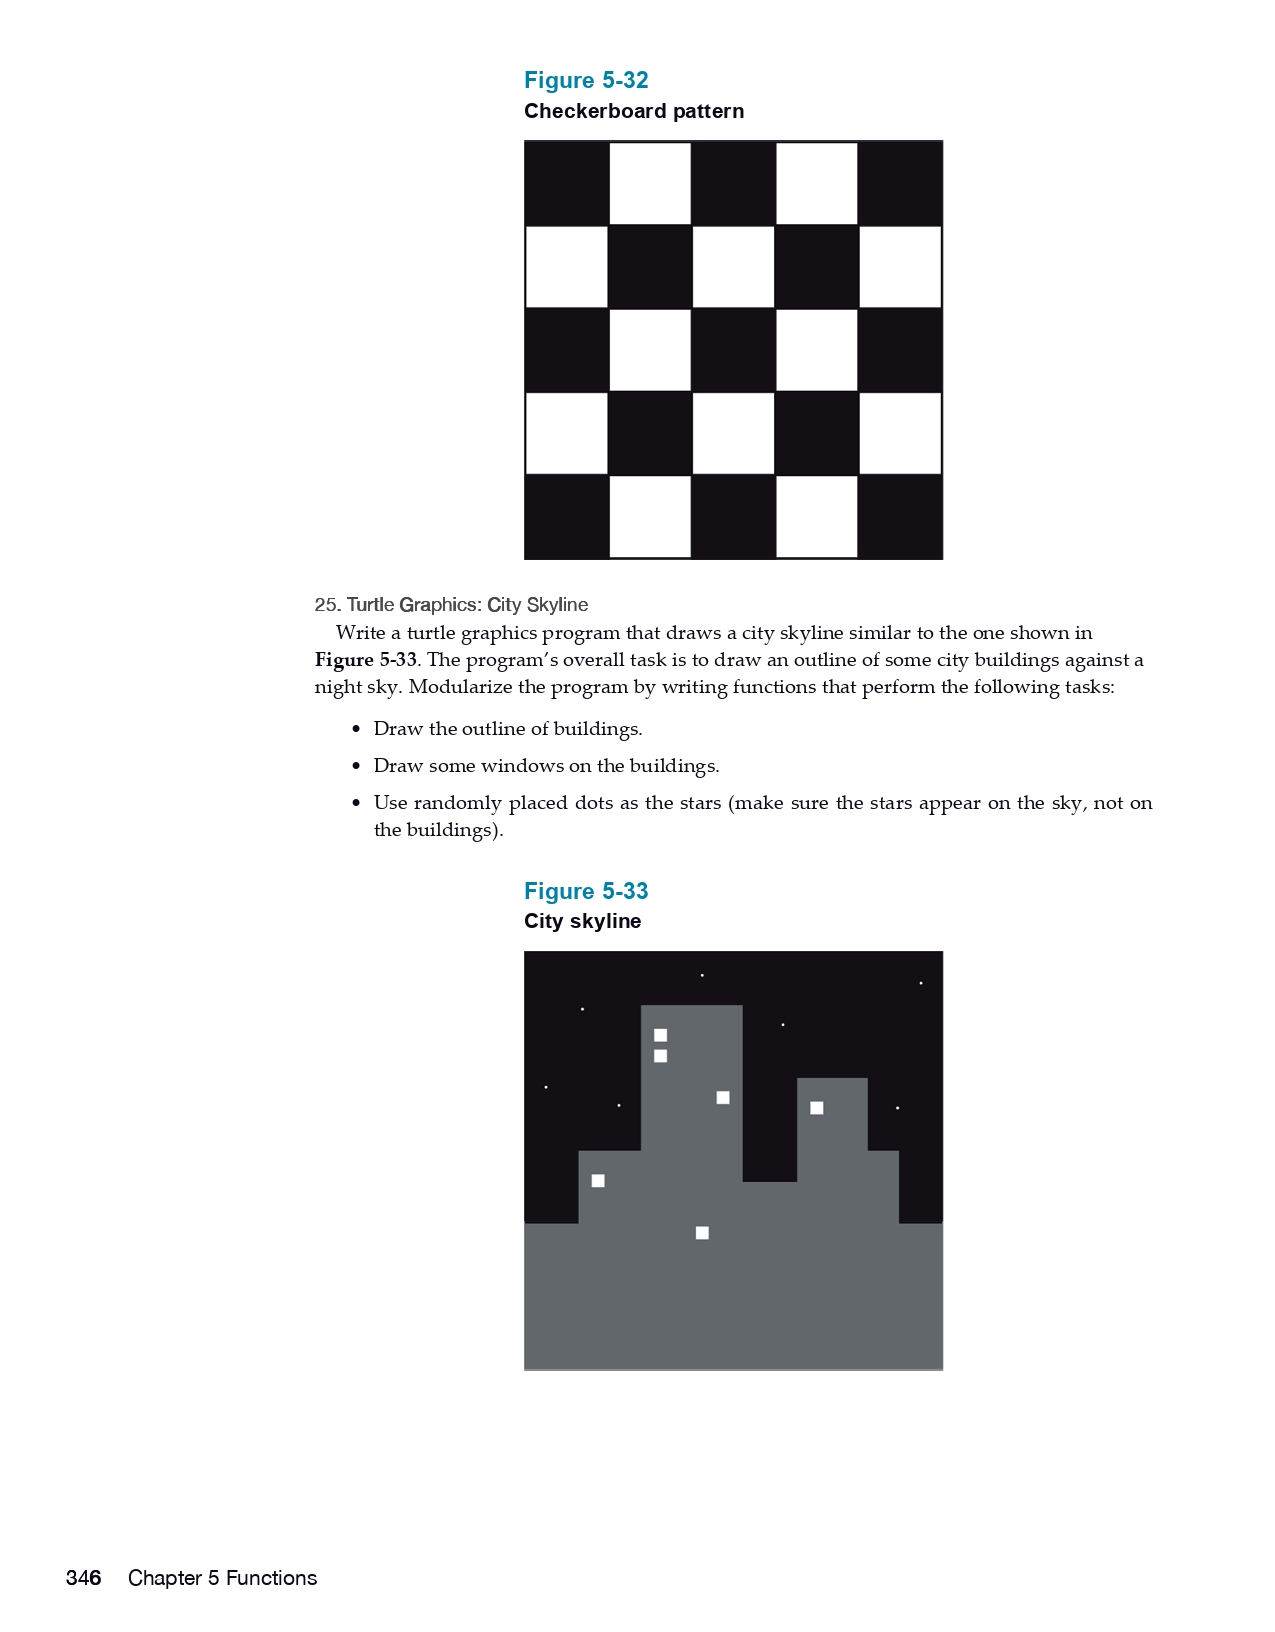 Figure 5-32
Checkerboard pattern
25. Turtle Graphics: City Skyline
Write a turtle graphics program that draws a city skyline similar to the one shown in
Figure 5-33. The program’s overall task is to draw an outline of some city buildings against a
night sky. Modularize the program by writing functions that perform the following tasks:
• Draw the outline of buildings.
• Draw some windows on the buildings.
• Use randomly placed dots as the stars (make sure the stars appear on the sky, not on
the buildings).
Figure 5-33
City skyline
346 Chapter 5 Functions